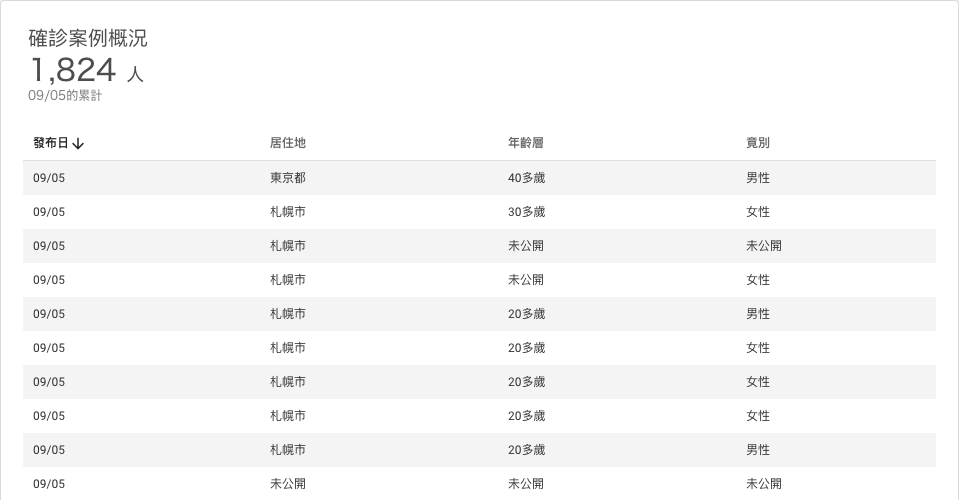 確診案例概況
1,824 人
09/05的累計
發布日↓ 居住地 年齡層 竟別
09/05 東京都 40多歲 男性
09/05 札幌市 30多歲 女性
09/05 札幌市 未公開 未公開
09/05 札幌市 未公開 女性
09/05 札幌市 20多歲 男性
09/05 札幌市 20多歲 女性
09/05 札幌市 20多歲 女性
09/05 札幌市 20多歲 女性
09/05 札幌市 20多歲 男性
09/05 未公開 未公開 未公開